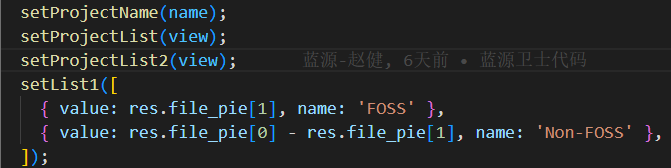 setProjectName(name);
setProjectList(view);
setProjectList2(view); 蓝源-赵健, 6天前 • 蓝源卫士代码
setList1([
  { value: res.file_pie[1], name: 'FOSS' },
  { value: res.file_pie[0] - res.file_pie[1], name: 'Non-FOSS' },
]);